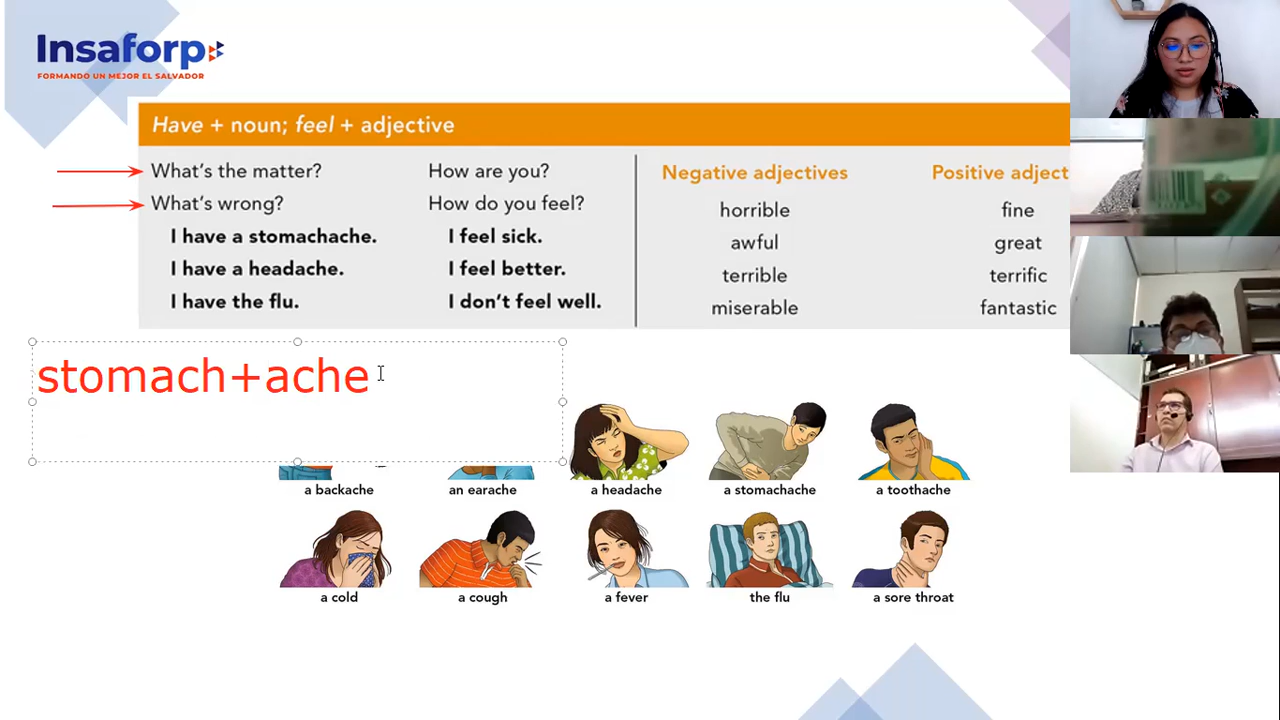 Insaforp
FORMANDO UN MEJOR EL SALVADOR
Have + noun; feel + adjective
What's the matter?
What's wrong?
I have a stomachache.
I have a headache.
I have the flu.
How are you?
How do you feel?
I feel sick.
I feel better.
I don't feel well.
Negative adjectives
horrible
awful
terrible
miserable
Positive adject
fine
great
terrific
fantastic
stomach+ache
a backache
an earache
a headache
a stomachache
a toothache
a cold
a cough
a fever
the flu
a sore throat